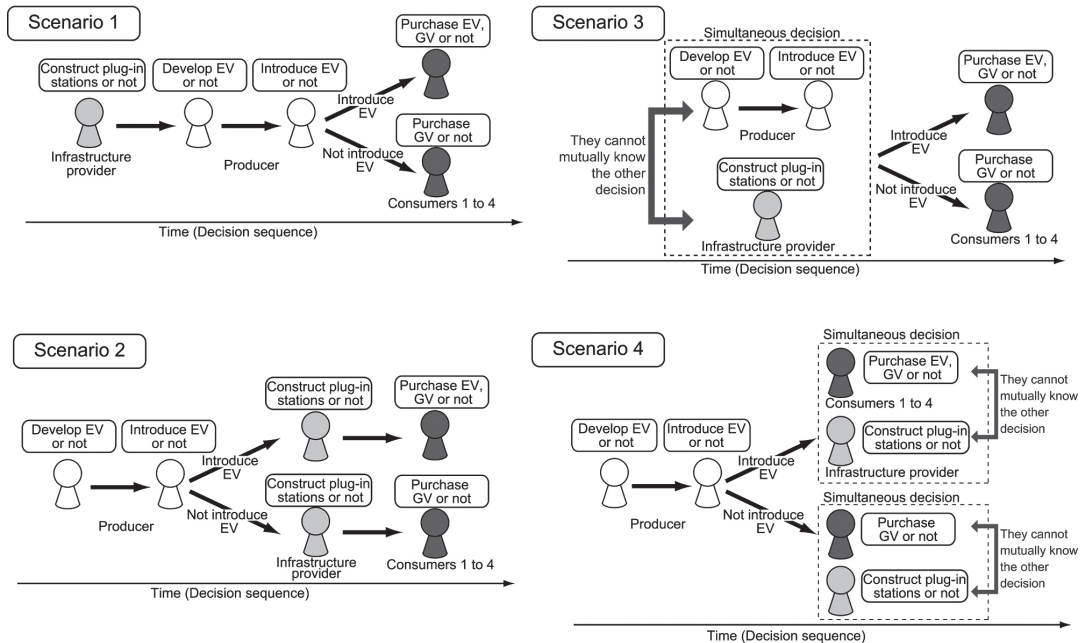 Scenario 1
Purchase EV,
GV or not
Construct plug-in
stations or not
Develop EV
or not
Introduce EV
or not
Introduce
EV
Purchase
GV or not
Not introduce
EV
Infrastructure
provider
Producer
Consumers 1 to 4
Time (Decision sequence)
Scenario 3
Simultaneous decision
Develop EV
or not
Introduce EV
or not
Purchase EV,
GV or not
They cannot
mutually know
the other
decision
Producer
Introduce
EV
Construct plug-in
stations or not
Purchase
GV or not
Not introduce
EV
Infrastructure provider
Consumers 1 to 4
Time (Decision sequence)
Scenario 2
Construct plug-in
stations or not
Purchase EV,
GV or not
Develop EV
or not
Introduce EV
or not
Introduce
EV
Construct plug-in
stations or not
Purchase
GV or not
Not introduce
EV
Producer
Infrastructure
provider
Consumers 1 to 4
Time (Decision sequence)
Scenario 4
Simultaneous decision
Purchase EV,
GV or not
Consumers 1 to 4
They cannot
mutually know
the other
decision
Develop EV
or not
Introduce EV
or not
Construct plug-in
stations or not
Introduce
EV
Infrastructure provider
Simultaneous decision
Not introduce
EV
Producer
Purchase
GV or not
They cannot
mutually know
the other
decision
Construct plug-in
stations or not
Time (Decision sequence)